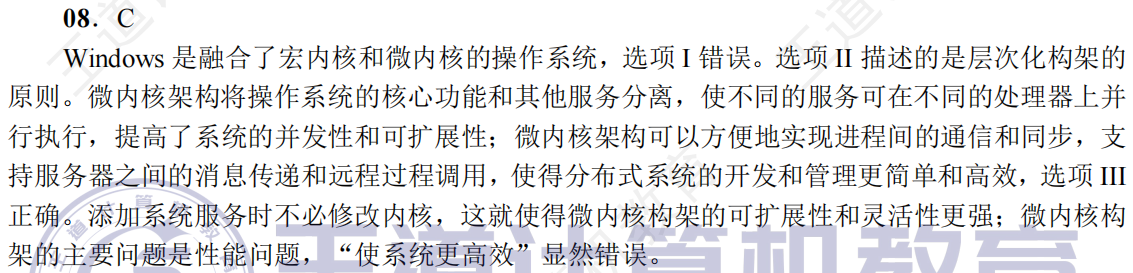 08．C
Windows 是融合了宏内核和微内核的操作系统，选项 I 错误。选项 II 描述的是层次化构架的
原则。微内核架构将操作系统的核心功能和其他服务分离，使不同的服务可在不同的处理器上并
行执行，提高了系统的并发性和可扩展性；微内核架构可以方便地实现进程间的通信和同步，支
持服务器之间的消息传递和远程过程调用，使得分布式系统的开发和管理更简单和高效，选项 III
正确。添加系统服务时不必修改内核，这就使得微内核构架的可扩展性和灵活性更强；微内核构
架的主要问题是性能问题，“使系统更高效”显然错误。
王道计算机教育